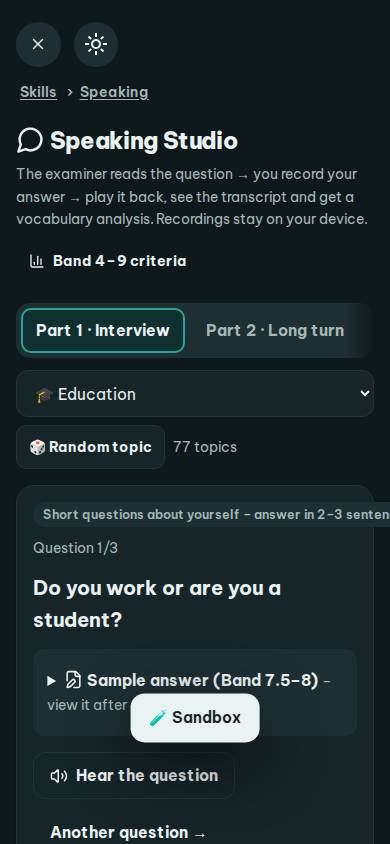 Skills › Speaking
Speaking Studio
The examiner reads the question → you record your
answer → play it back, see the transcript and get a
vocabulary analysis. Recordings stay on your device.
Band 4–9 criteria
Part 1 · Interview Part 2 · Long turn
🎓 Education
🎲 Random topic 77 topics
Short questions about yourself – answer in 2–3 senten
Question 1/3
Do you work or are you a
student?
Sample answer (Band 7.5–8) –
view it after
🧪 Sandbox
Hear the question
Another question →